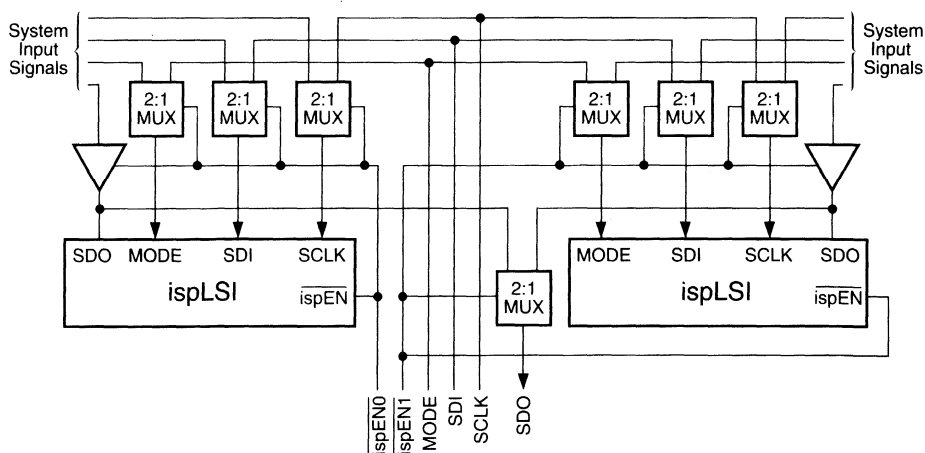 System
Input
Signals
System
Input
Signals
2:1
MUX
2:1
MUX
2:1
MUX
2:1
MUX
2:1
MUX
2:1
MUX
SDO MODE SDI SCLK
ispLSI
ispEN
MODE SDI SCLK SDO
ispLSI
ispEN
2:1
MUX
ispEN0
ispEN1
MODE
SDI
SCLK
SDO